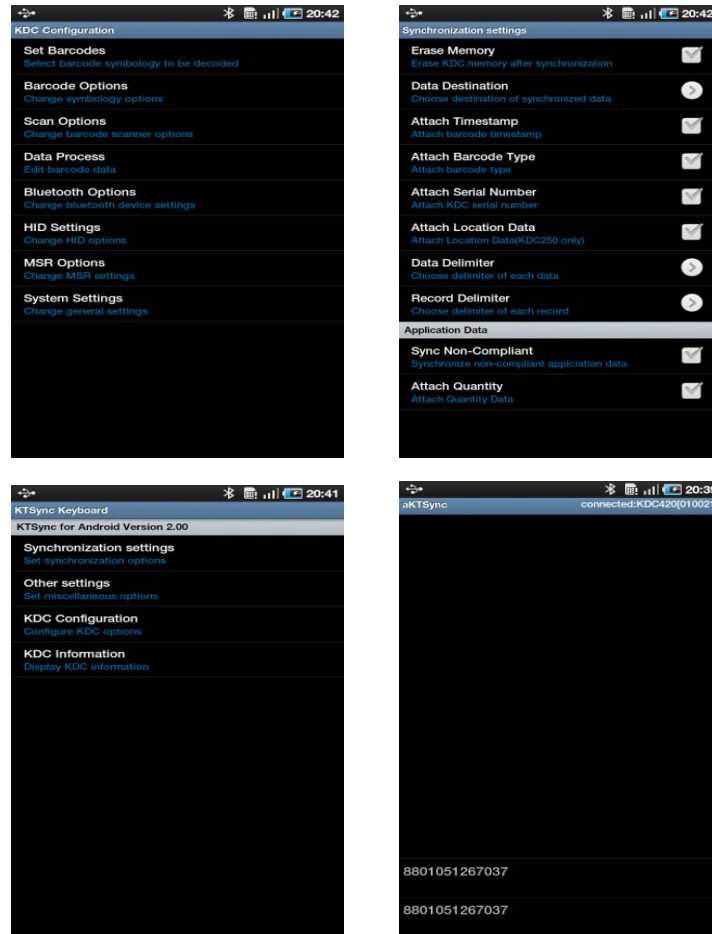 20:42
KDC Configuration
Set Barcodes
Select barcode symbology to be decoded
Barcode Options
Change symbology options
Scan Options
Change barcode scanner options
Data Process
Edit barcode data
Bluetooth Options
Change bluetooth device settings
HID Settings
Change HID options
MSR Options
Change MSR settings
System Settings
Change general settings
20:42
Synchronization settings
Erase Memory
Erase KDC memory after synchronization
Data Destination
Choose destination of synchronized data
Attach Timestamp
Attach barcode timestamp
Attach Barcode Type
Attach barcode type
Attach Serial Number
Attach KDC serial number
Attach Location Data
Attach Location Data(KDC250 only)
Data Delimiter
Choose delimiter of each data
Record Delimiter
Choose delimiter of each record
Application Data
Sync Non-Compliant
Synchronize non-compliant applciation data
Attach Quantity
Attach Quantity Data
20:41
KTSync Keyboard
KTSync for Android Version 2.00
Synchronization settings
Set synchronization options
Other settings
Set miscellaneous options
KDC Configuration
Configure KDC options
KDC Information
Display KDC information
20:39
aKTSync connected:KDC420[010021
8801051267037
8801051267037